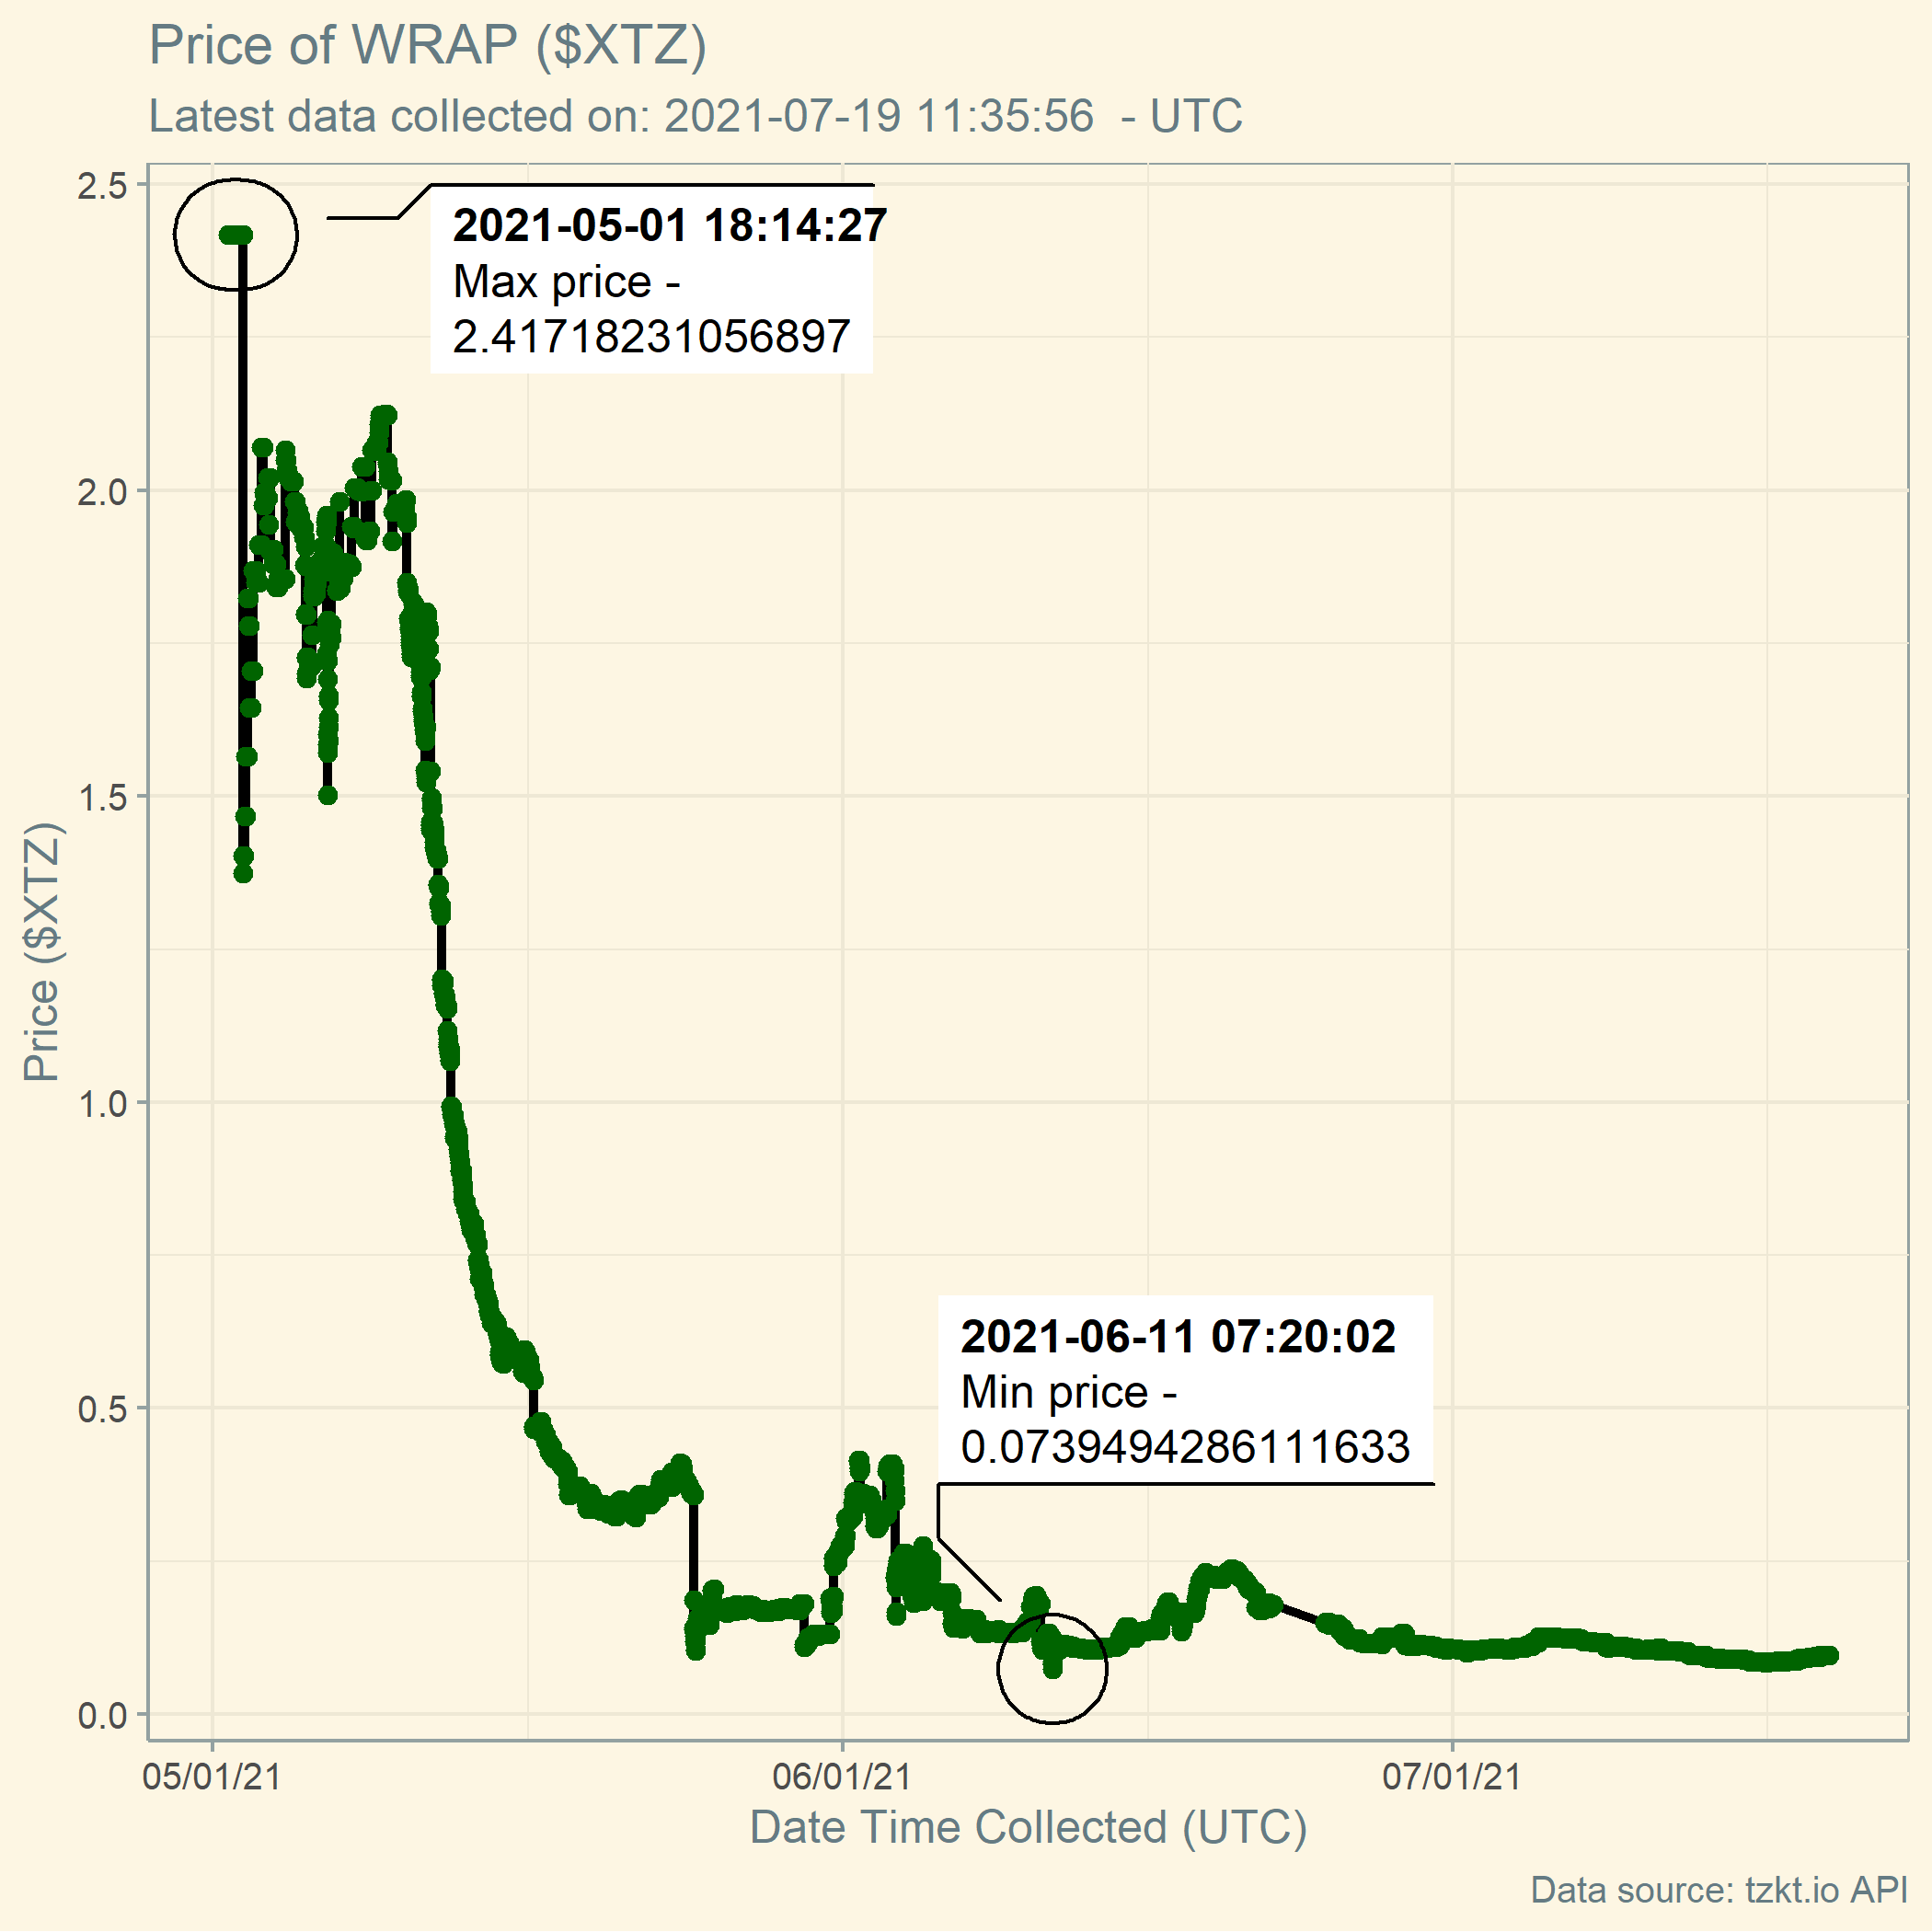 Price of WRAP ($XTZ)
Latest data collected on: 2021-07-19 11:35:56  - UTC
2.5
2.0
1.5
1.0
0.5
0.0
Price ($XTZ)
2021-05-01 18:14:27
Max price -
2.41718231056897
2021-06-11 07:20:02
Min price -
0.07394942861111633
05/01/21
06/01/21
07/01/21
Date Time Collected (UTC)
Data source: tzkt.io API